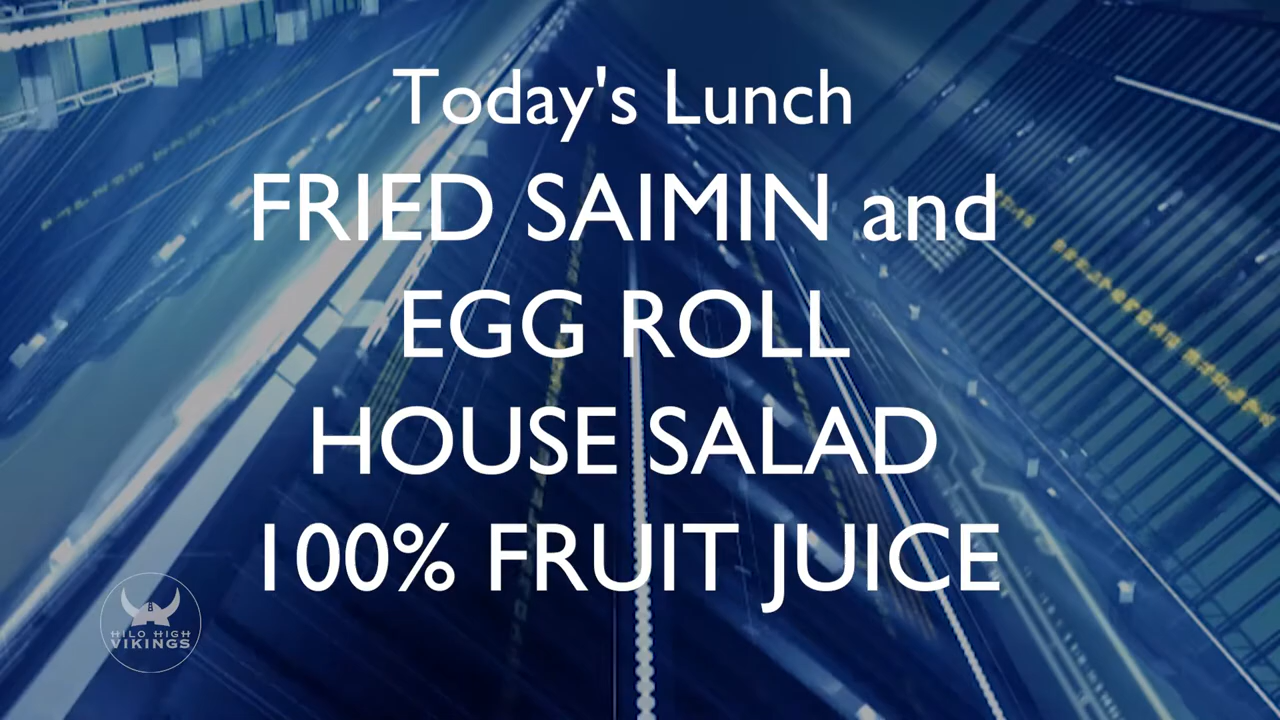 Today's Lunch
FRIED SAIMIN and
EGG ROLL
HOUSE SALAD
100% FRUIT JUICE
HILO HIGH
VIKINGS